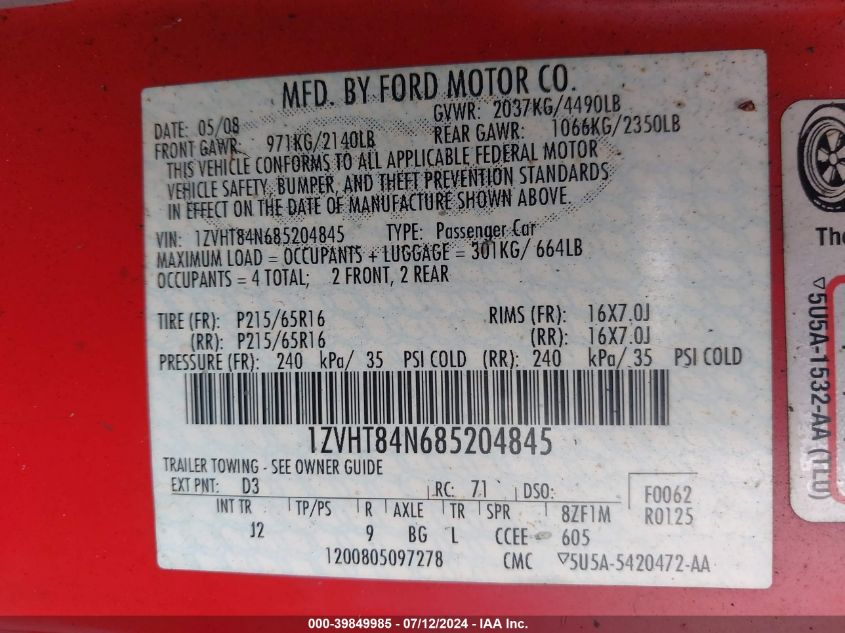 MFD. BY FORD MOTOR CO.
DATE: 05/08 GVWR: 2037KG/4490LB
FRONT GAWR: 971KG/2140LB REAR GAWR: 1066KG/2350LB
THIS VEHICLE CONFORMS TO ALL APPLICABLE FEDERAL MOTOR
VEHICLE SAFETY, BUMPER, AND THEFT PREVENTION STANDARDS
IN EFFECT ON THE DATE OF MANUFACTURE SHOWN ABOVE.
VIN: 1ZVHT84N685204845 TYPE: Passenger Car
MAXIMUM LOAD = OCCUPANTS + LUGGAGE = 301KG/ 664LB
OCCUPANTS = 4 TOTAL; 2 FRONT, 2 REAR
TIRE (FR): P215/65R16 RIMS (FR): 16X7.0J
(RR): P215/65R16 (RR): 16X7.0J
PRESSURE (FR): 240 kPa/ 35 PSI COLD (RR): 240 kPa/ 35 PSI COLD
1ZVHT84N685204845
TRAILER TOWING - SEE OWNER GUIDE
EXT PNT: D3 RC: 71 DSO: F0062
INT TR TP/PS R AXLE TR SPR 8ZF1M R0125
J2 9 BG L CCEE 605
1200805097278 CMC ▽5U5A-5420472-AA
The
▽5U5A-1532-AA (TLU)
000-39849985 - 07/12/2024 - IAA Inc.